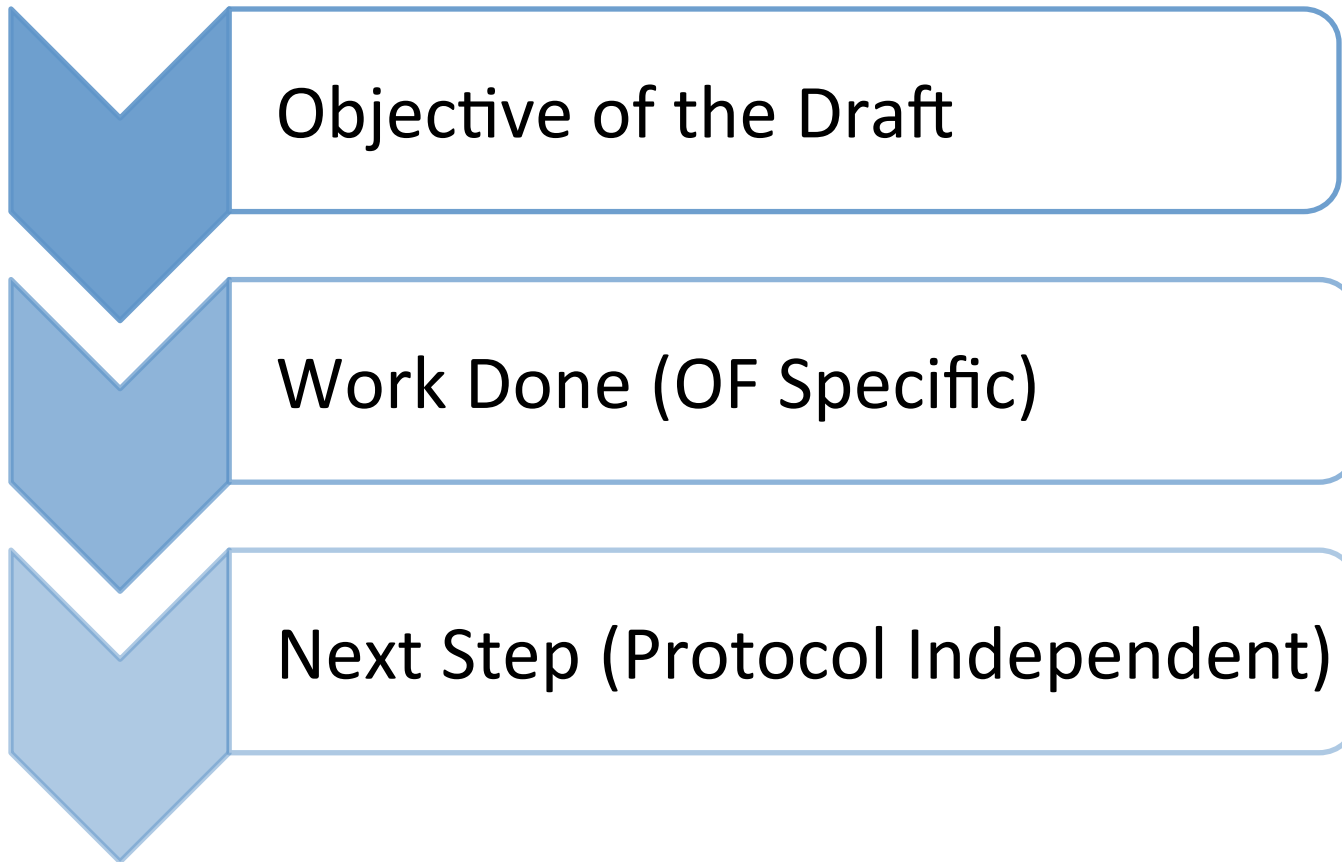 Objective of the Draft
Work Done (OF Specific)
Next Step (Protocol Independent)